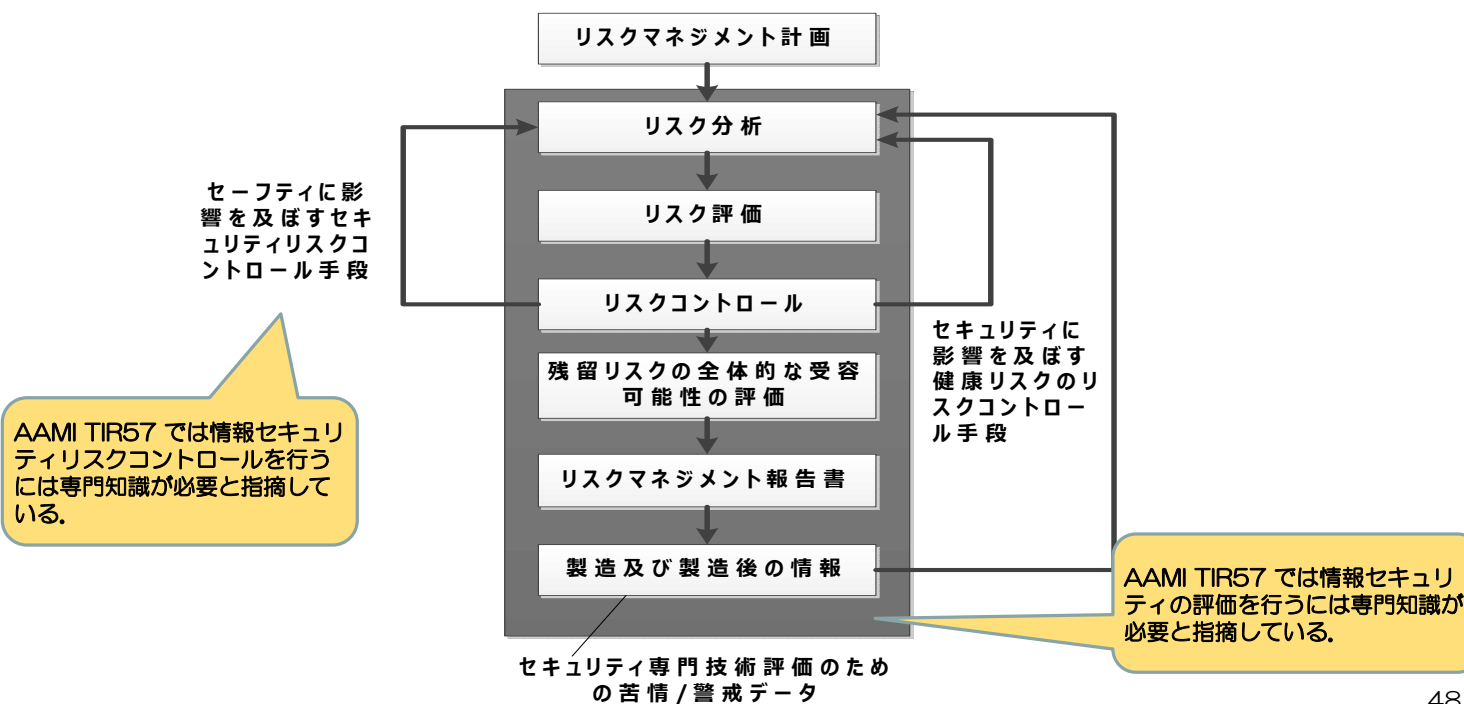 リスクマネジメント計画
リスク分析
セーフティに影
響を及ぼすセキ
ュリティリスクコ
ントロール手段
リスク評価
リスクコントロール
セキュリティに
影響を及ぼす
健康リスクのリ
スクコントロー
ル手段
残留リスクの全体的な受容
可能性の評価
AAMI TIR57 では情報セキュリ
ティリスクコントロールを行う
には専門知識が必要と指摘して
いる.
リスクマネジメント報告書
製造及び製造後の情報
AAMI TIR57 では情報セキュリ
ティの評価を行うには専門知識が
必要と指摘している.
セキュリティ専門技術評価のため
の苦情/警戒データ
48